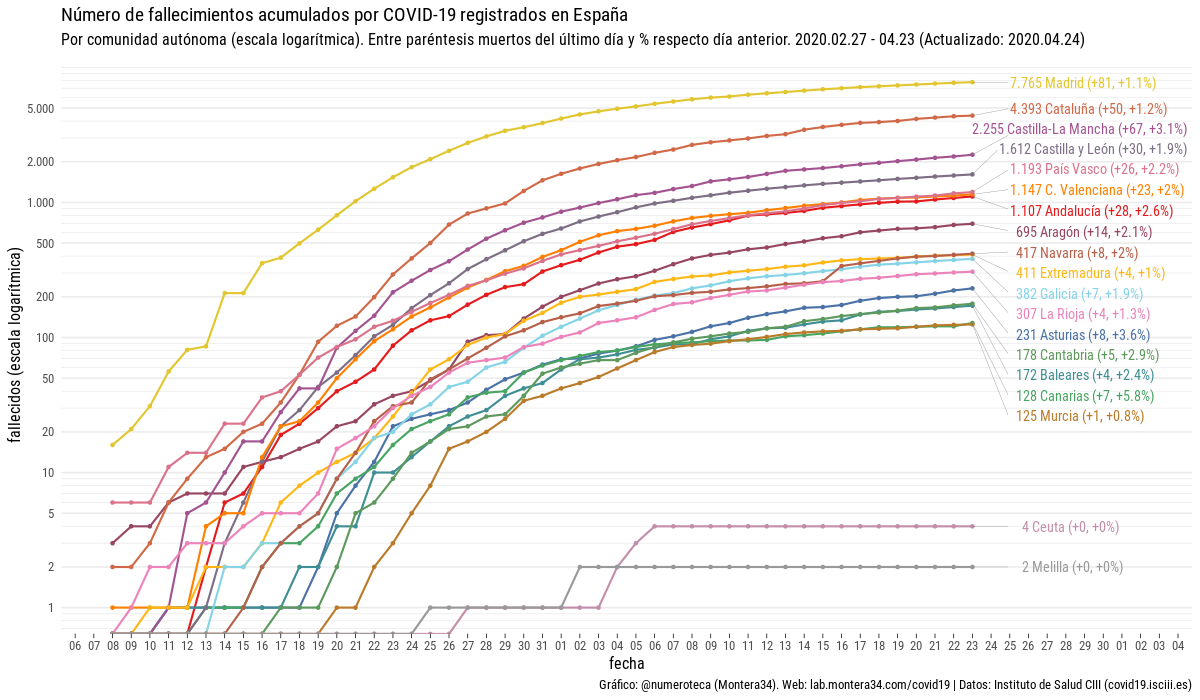 Número de fallecimientos acumulados por COVID-19 registrados en España
Por comunidad autónoma (escala logarítmica). Entre paréntesis muertos del último día y % respecto día anterior. 2020.02.27 - 04.23 (Actualizado: 2020.04.24)
fallecidos (escala logarítmica)
5.000
2.000
1.000
500
200
100
50
20
10
5
2
1
7.765 Madrid (+81, +1.1%)
4.393 Cataluña (+50, +1.2%)
2.255 Castilla-La Mancha (+67, +3.1%)
1.612 Castilla y León (+30, +1.9%)
1.193 País Vasco (+26, +2.2%)
1.147 C. Valenciana (+23, +2%)
1.107 Andalucía (+28, +2.6%)
695 Aragón (+14, +2.1%)
417 Navarra (+8, +2%)
411 Extremadura (+4, +1%)
382 Galicia (+7, +1.9%)
307 La Rioja (+4, +1.3%)
231 Asturias (+8, +3.6%)
178 Cantabria (+5, +2.9%)
172 Baleares (+4, +2.4%)
128 Canarias (+7, +5.8%)
125 Murcia (+1, +0.8%)
4 Ceuta (+0, +0%)
2 Melilla (+0, +0%)
06 07 08 09 10 11 12 13 14 15 16 17 18 19 20 21 22 23 24 25 26 27 28 29 30 31 01 02 03 04 05 06 07 08 09 10 11 12 13 14 15 16 17 18 19 20 21 22 23 24 25 26 27 28 29 30 31 01 02 03 04
fecha
Gráfico: @numeroteca (Montera34). Web: lab.montera34.com/covid19 | Datos: Instituto de Salud CIII (covid19.isciii.es)